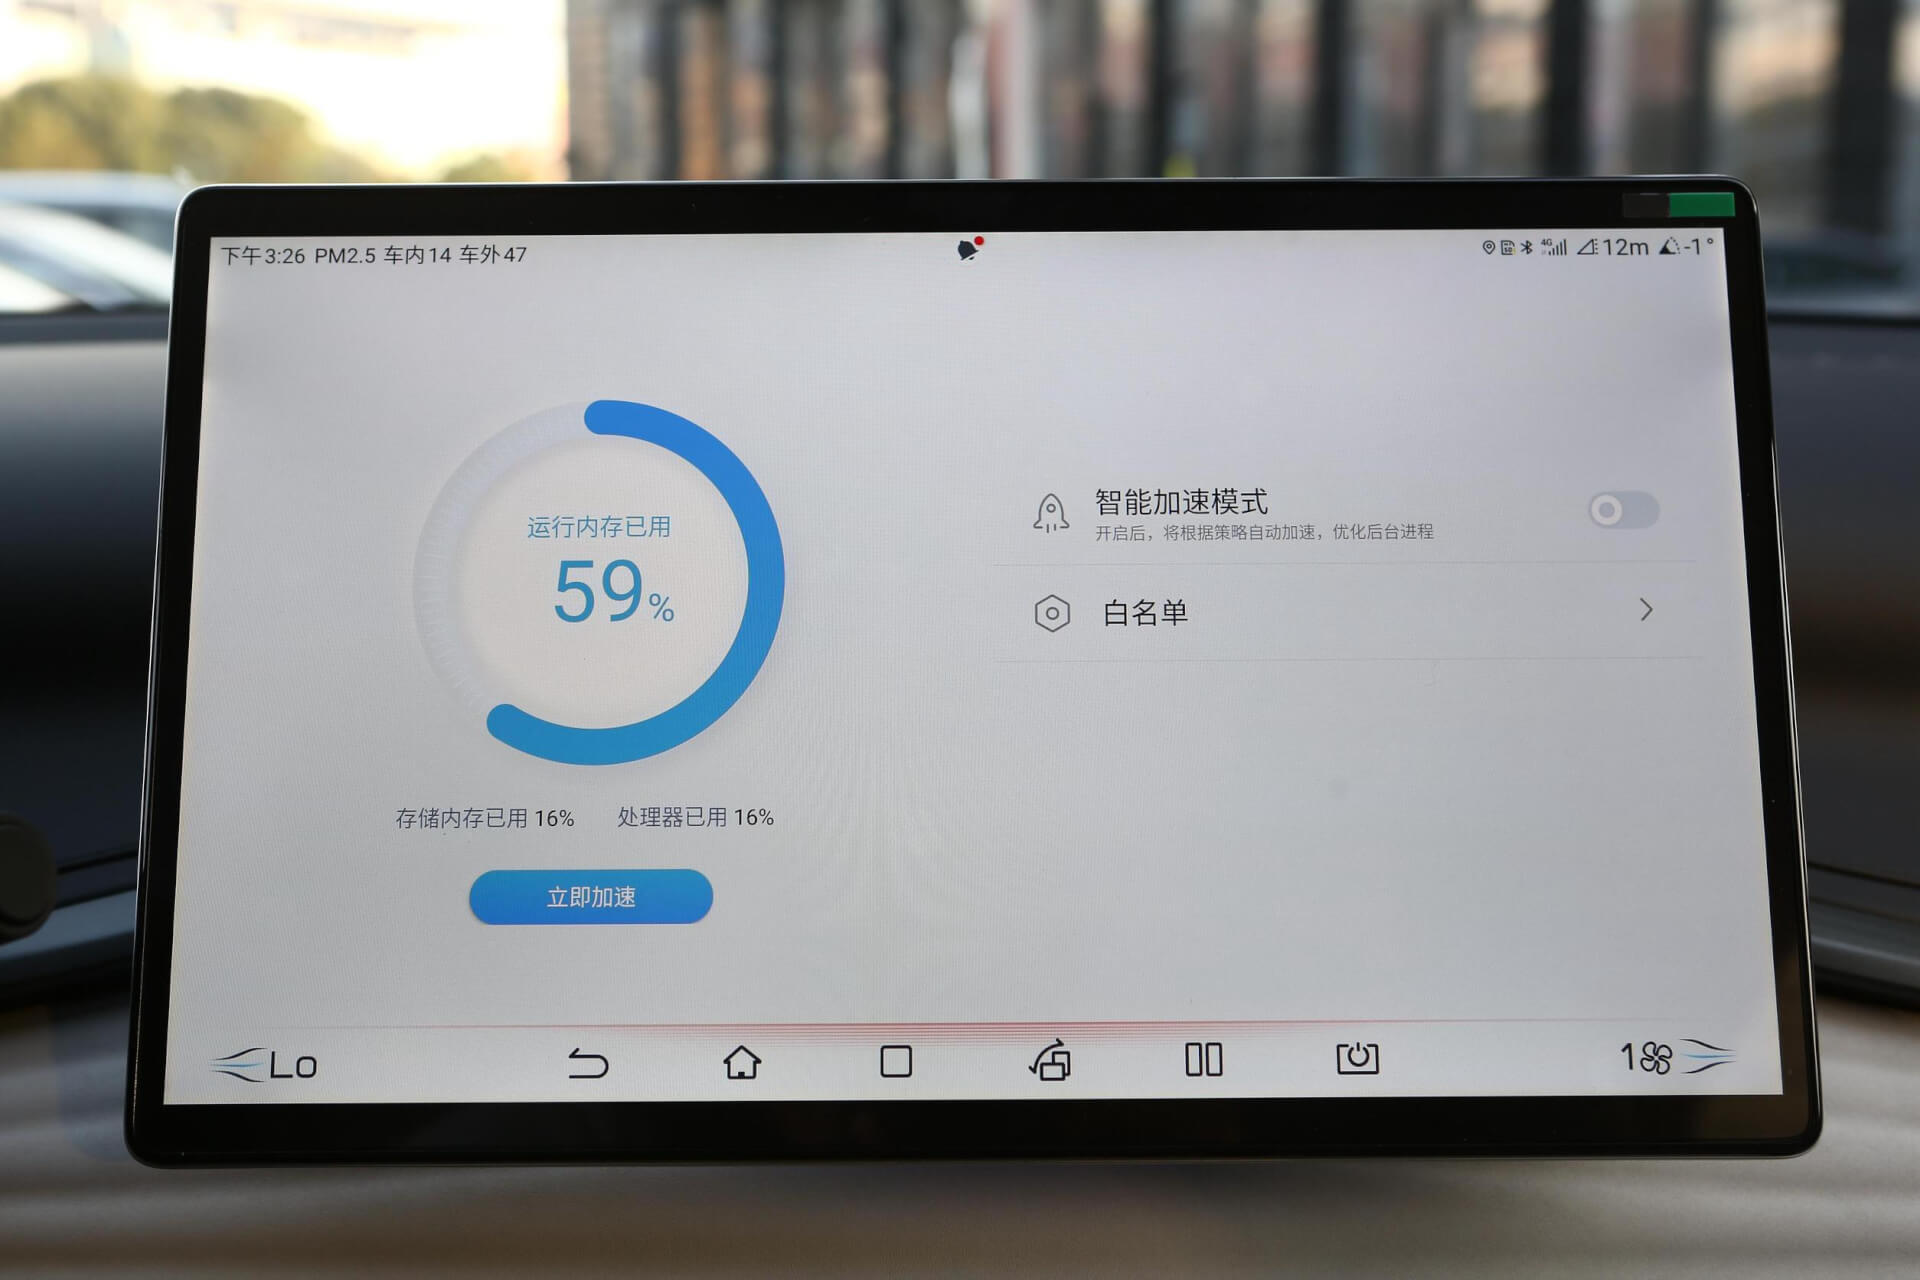 下午3:26 PM2.5 车内14 车外47
4G 12m -1°
运行内存已用
59%
智能加速模式
开启后，将根据策略自动加速，优化后台进程
白名单
存储内存已用 16% 处理器已用 16%
立即加速
Lo
1